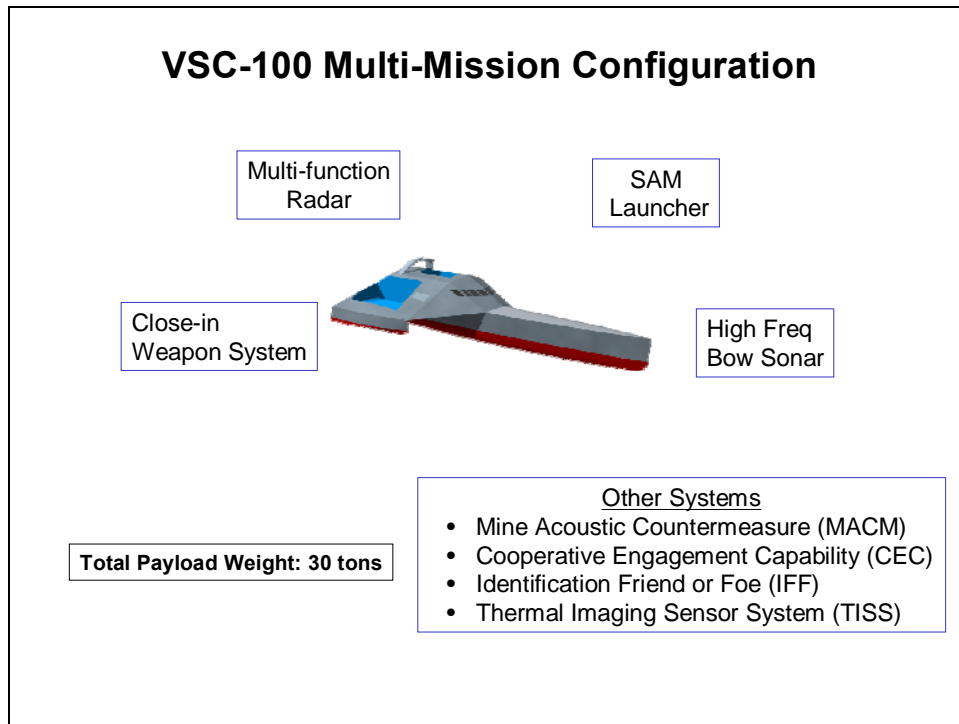 VSC-100 Multi-Mission Configuration
Multi-function
Radar
SAM
Launcher
Close-in
Weapon System
High Freq
Bow Sonar
Total Payload Weight: 30 tons
Other Systems
• Mine Acoustic Countermeasure (MACM)
• Cooperative Engagement Capability (CEC)
• Identification Friend or Foe (IFF)
• Thermal Imaging Sensor System (TISS)